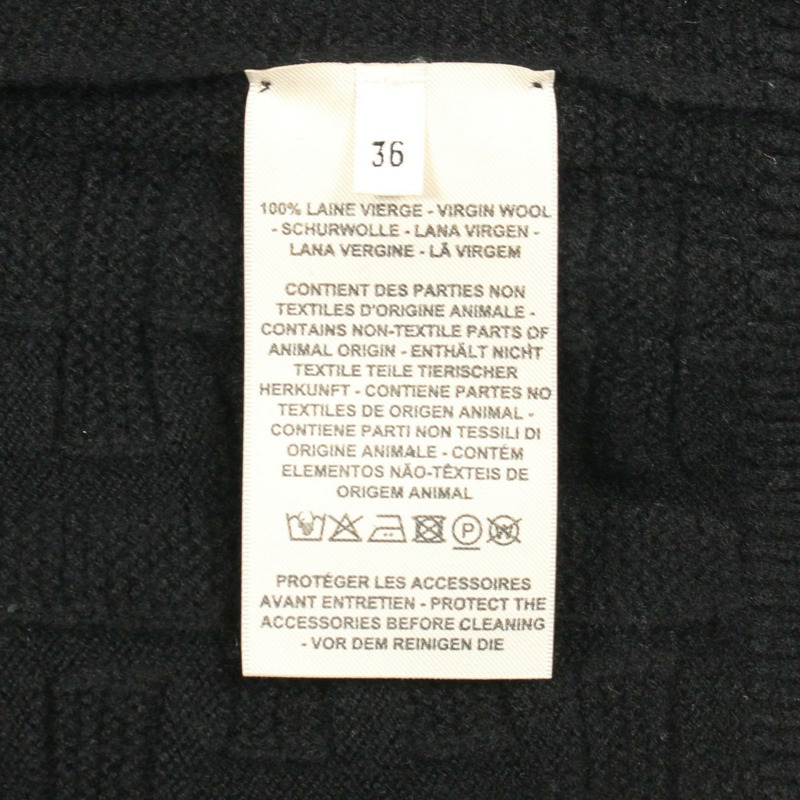 36
100% LAINE VIERGE - VIRGIN WOOL
- SCHURWOLLE - LANA VIRGEN -
LANA VERGINE - LÃ VIRGEM
CONTIENT DES PARTIES NON
TEXTILES D'ORIGINE ANIMALE -
CONTAINS NON-TEXTILE PARTS OF
ANIMAL ORIGIN - ENTHÄLT NICHT
TEXTILE TEILE TIERISCHER
HERKUNFT - CONTIENE PARTES NO
TEXTILES DE ORIGEN ANIMAL -
CONTIENE PARTI NON TESSILI DI
ORIGINE ANIMALE - CONTÉM
ELEMENTOS NÃO-TÊXTEIS DE
ORIGEM ANIMAL
P W
PROTÉGER LES ACCESSOIRES
AVANT ENTRETIEN - PROTECT THE
ACCESSORIES BEFORE CLEANING
- VOR DEM REINIGEN DIE